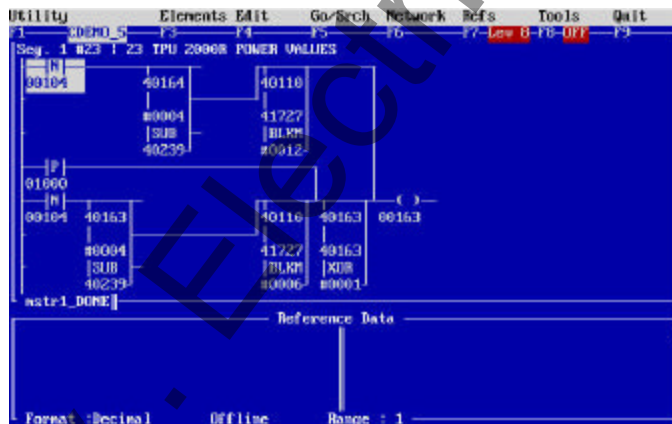 Utility Elements Edit Go/Srch Network Refs Tools Quit
F1 XDEMO_S F3 F4 F5 F6 F7-Lev 8-F8-OFF-F9
Seg. 1 #23 | 23 TPU 2000R POWER VALUES
|N|
00104 40164 40110
#0004 41727
|SUB |BLKM
40239 #0012
|P|
01000
|N| ( )
00104 40163 40110 40163 00163
#0004 41727 40163
|SUB |BLKM |XOR
40239 #0006 #0001
mstr1_DONE
Reference Data
Format :Decimal Offline Range : 1
. Electri